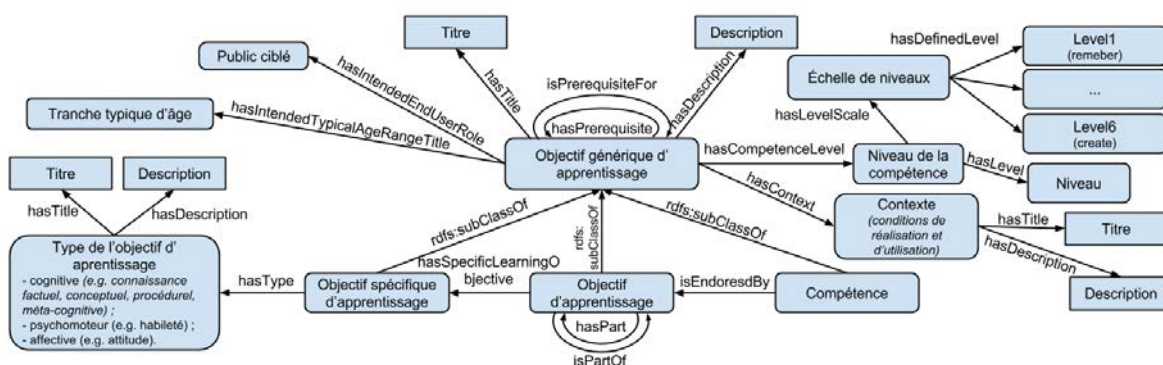 Titre
Description
Public ciblé
Tranche typique d'âge
hasTitle
hasDescription
hasIntendedEndUserRole
hasIntendedTypicalAgeRangeTitle
isPrerequisiteFor
hasPrerequisite
Objectif générique d'
apprentissage
hasCompetenceLevel
hasContext
Échelle de niveaux
hasDefinedLevel
Level1
(remeber)
...
Level6
(create)
hasLevelScale
Niveau de la
compétence
hasLevel
Niveau
Contexte
(conditions de
réalisation et
d'utilisation)
hasTitle
Titre
hasDescription
Description
Titre
Description
hasTitle
hasDescription
Type de l'objectif d'
aprentissage
- cognitive (e.g. connaissance
factuel, conceptuel, procédurel,
méta-cognitive) ;
- psychomoteur (e.g. habileté) ;
- affective (e.g. attitude).
hasType
Objectif spécifique
d'apprentissage
rdfs:subClassOf
hasSpecificLearningO
bjective
rdfs:
subClassOf
Objectif
d'apprentissage
hasPart
isPartOf
rdfs:subClassOf
isEndoresdBy
Compétence